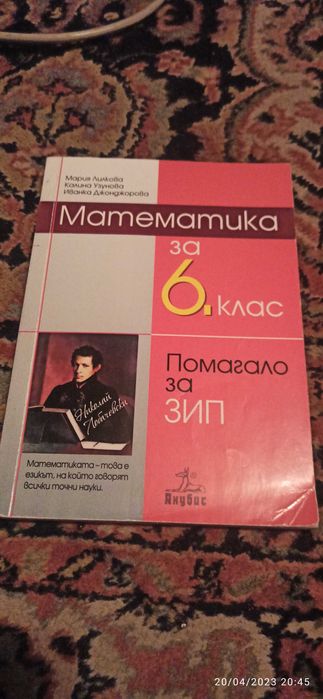 Мария Лилкова
Калина Узунова
Иванка Джонджорова
Математика
за
6. клас
Помагало
за
ЗИП
Николай Лобачевски
Математиката – това е
езикът, на който говорят
всички точни науки.
Анубис
20/04/2023 20:45